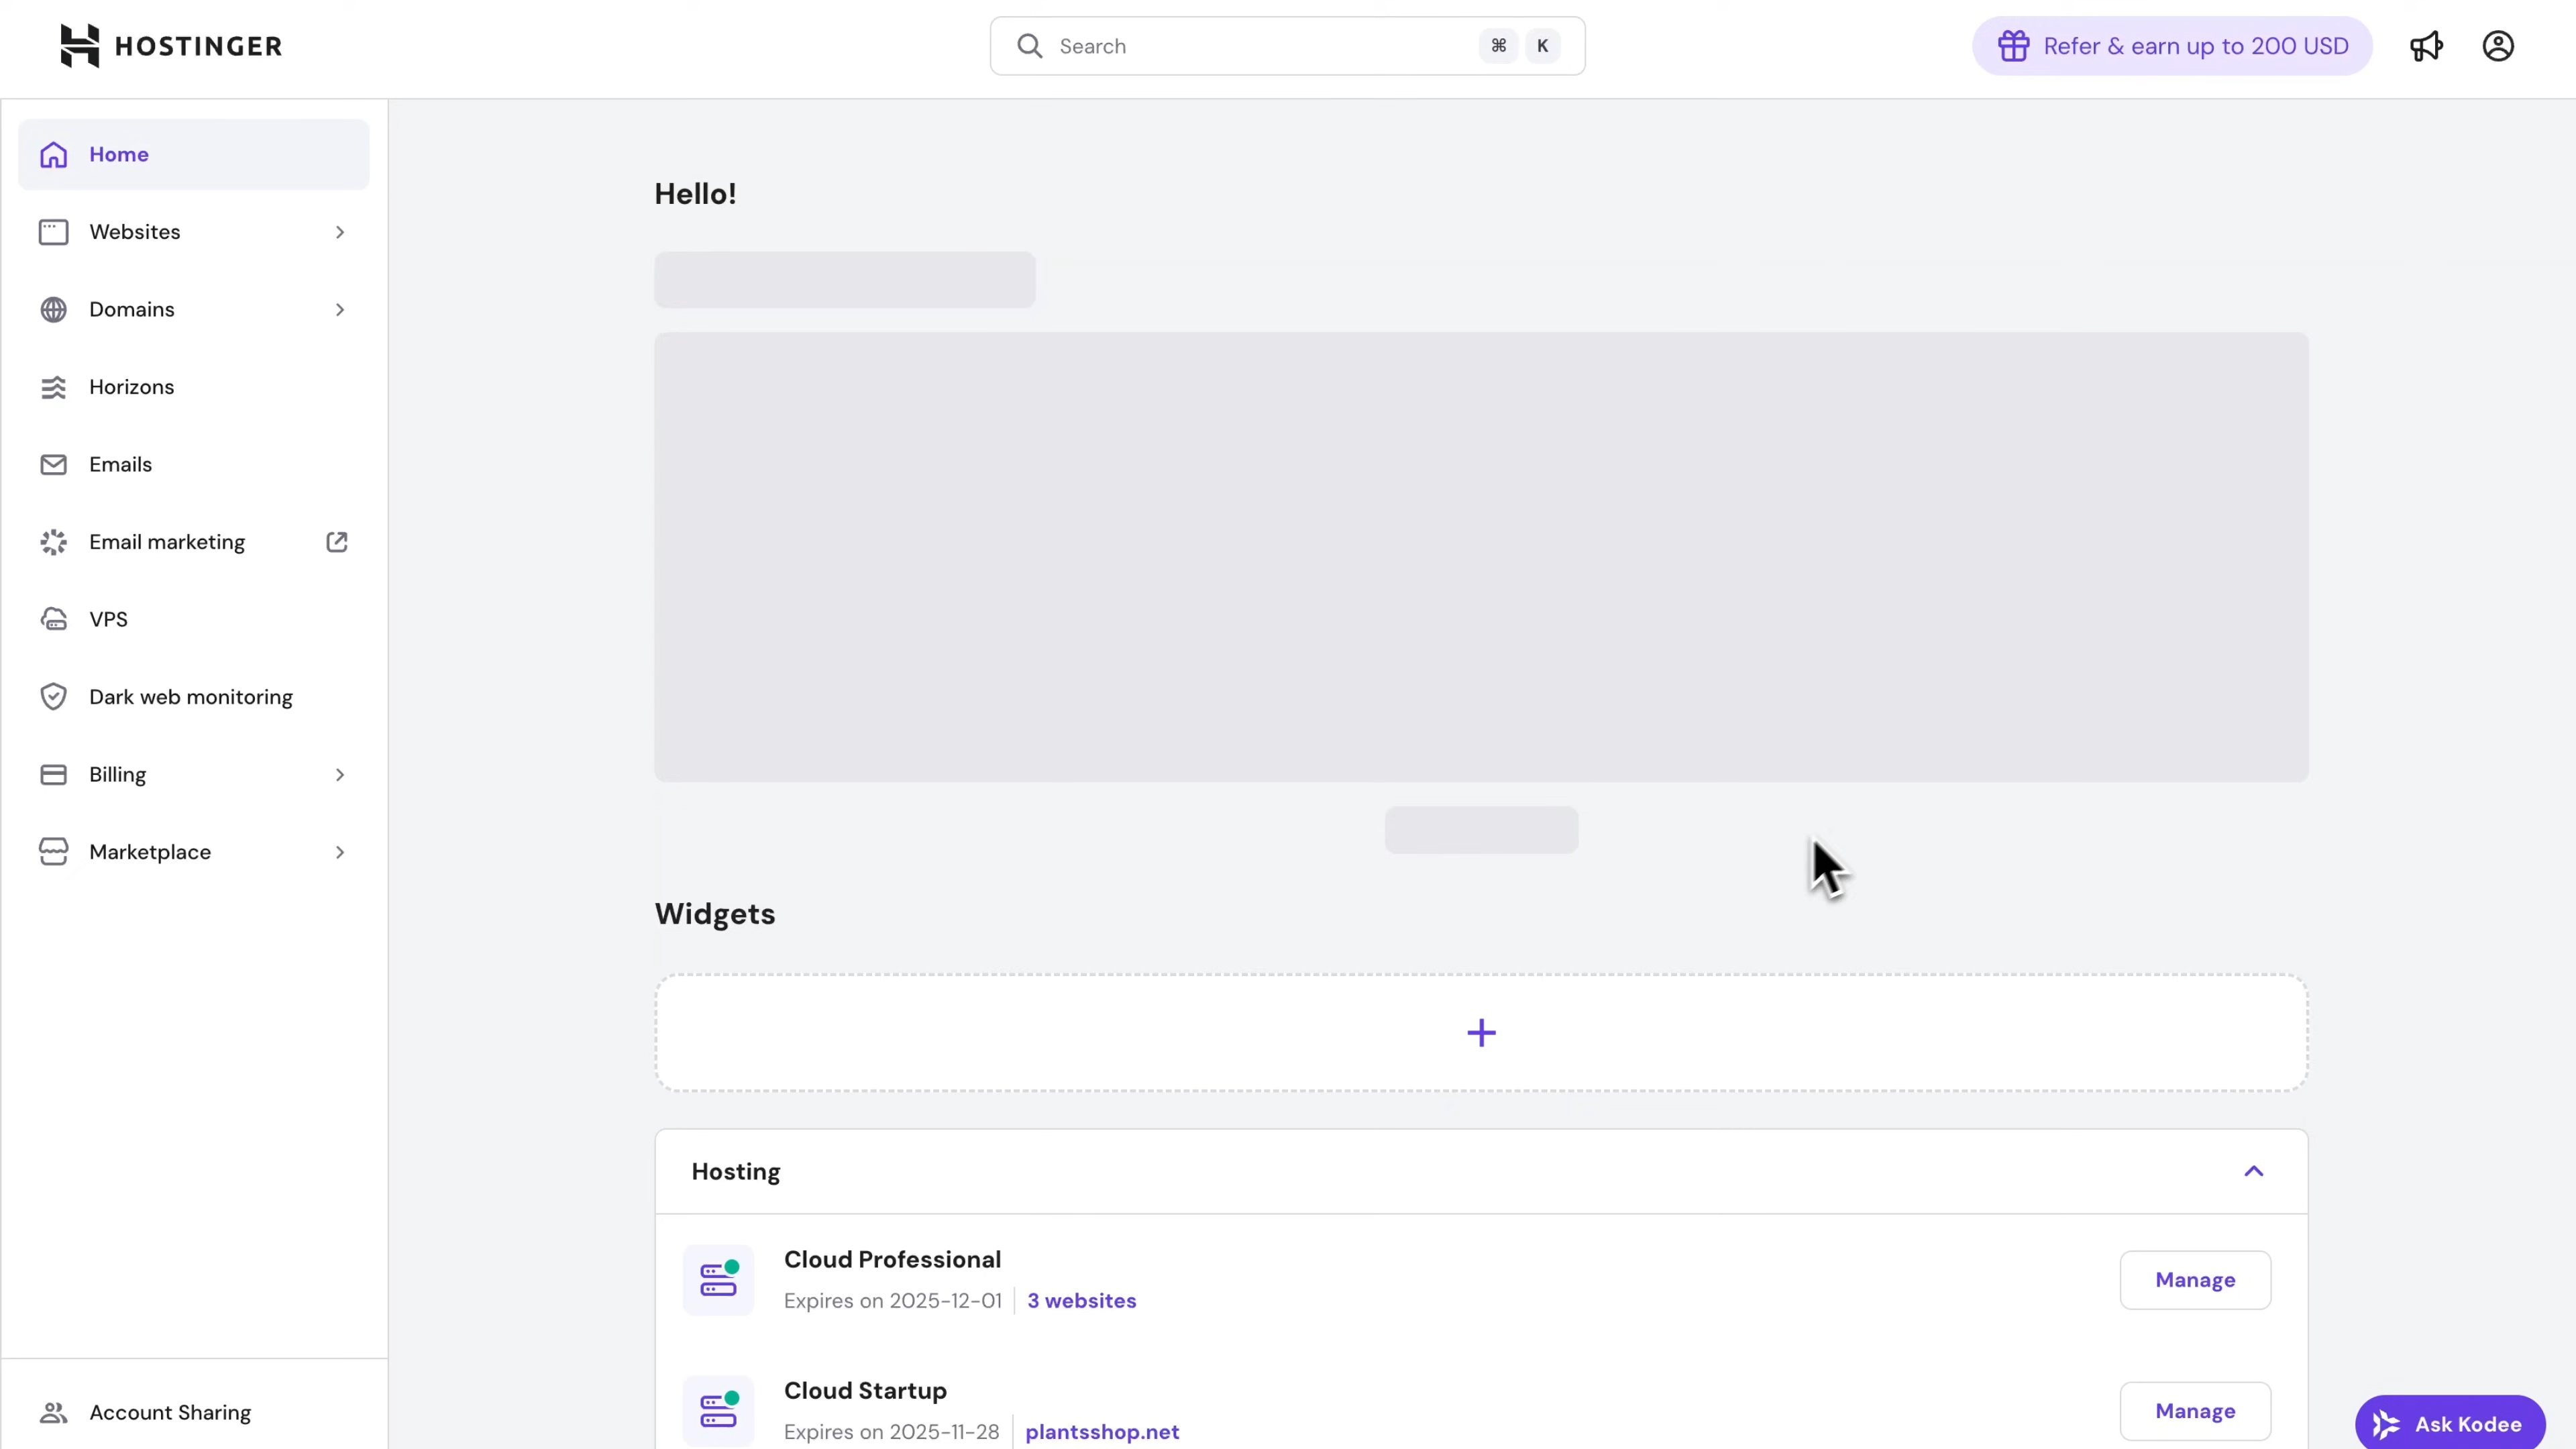 HOSTINGER
Search
⌘ K
Refer & earn up to 200 USD
Home
Websites
Domains
Horizons
Emails
Email marketing
VPS
Dark web monitoring
Billing
Marketplace
Account Sharing
Hello!
Widgets
+
Hosting
Cloud Professional
Expires on 2025-12-01 3 websites
Manage
Cloud Startup
Expires on 2025-11-28 plantsshop.net
Manage
Ask Kodee